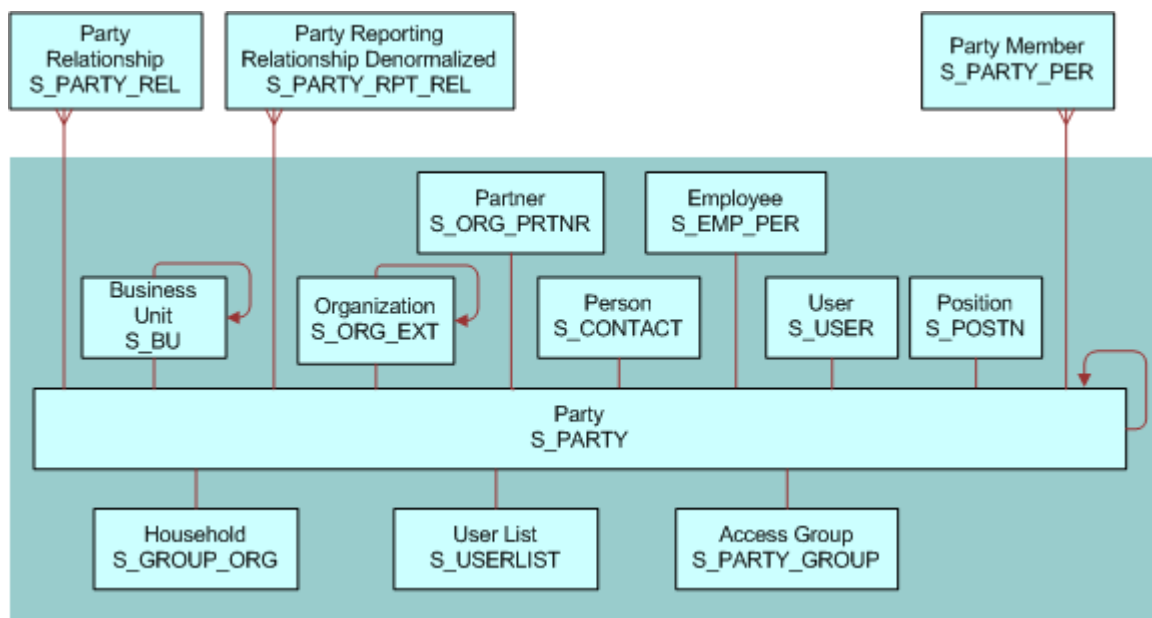 Party
Relationship
S_PARTY_REL
Party Reporting
Relationship Denormalized
S_PARTY_RPT_REL
Party Member
S_PARTY_PER
Partner
S_ORG_PRTNR
Employee
S_EMP_PER
Business
Unit
S_BU
Organization
S_ORG_EXT
Person
S_CONTACT
User
S_USER
Position
S_POSTN
Party
S_PARTY
Household
S_GROUP_ORG
User List
S_USERLIST
Access Group
S_PARTY_GROUP